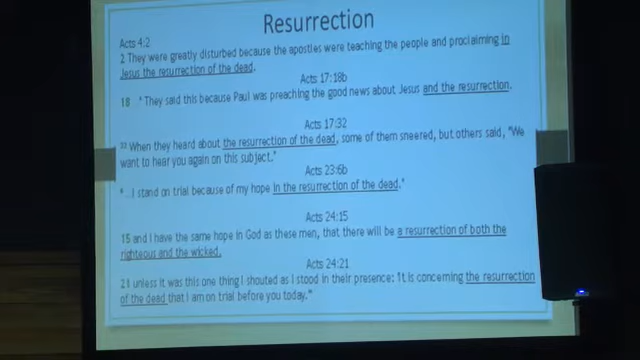 Resurrection
Acts 4:2
2 They were greatly disturbed because the apostles were teaching the people and proclaiming in
Jesus the resurrection of the dead.
Acts 17:18b
18 "They said this because Paul was preaching the good news about Jesus and the resurrection.
Acts 17:32
32 When they heard about the resurrection of the dead, some of them sneered, but others said, "We
want to hear you again on this subject."
Acts 23:6b
"...I stand on trial because of my hope in the resurrection of the dead."
Acts 24:15
15 and I have the same hope in God as these men, that there will be a resurrection of both the
righteous and the wicked.
Acts 24:21
21 unless it was this one thing I shouted as I stood in their presence: 'It is concerning the resurrection
of the dead that I am on trial before you today."